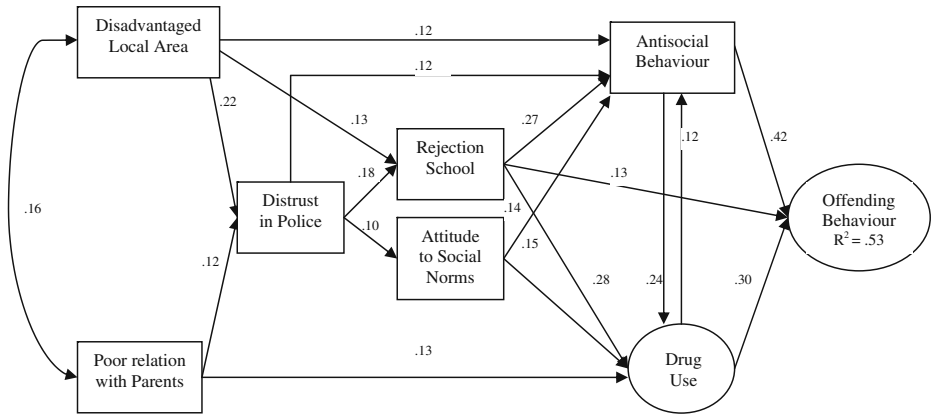 Disadvantaged
Local Area
.12
Antisocial
Behaviour
.12
.22
.13
.27
.12
.42
Rejection
School
.18
.13
.16
Distrust
in Police
.14
Offending
Behaviour
R² = .53
.10
Attitude
to Social
Norms
.15
.12
.28
.24
.30
.13
Poor relation
with Parents
Drug
Use